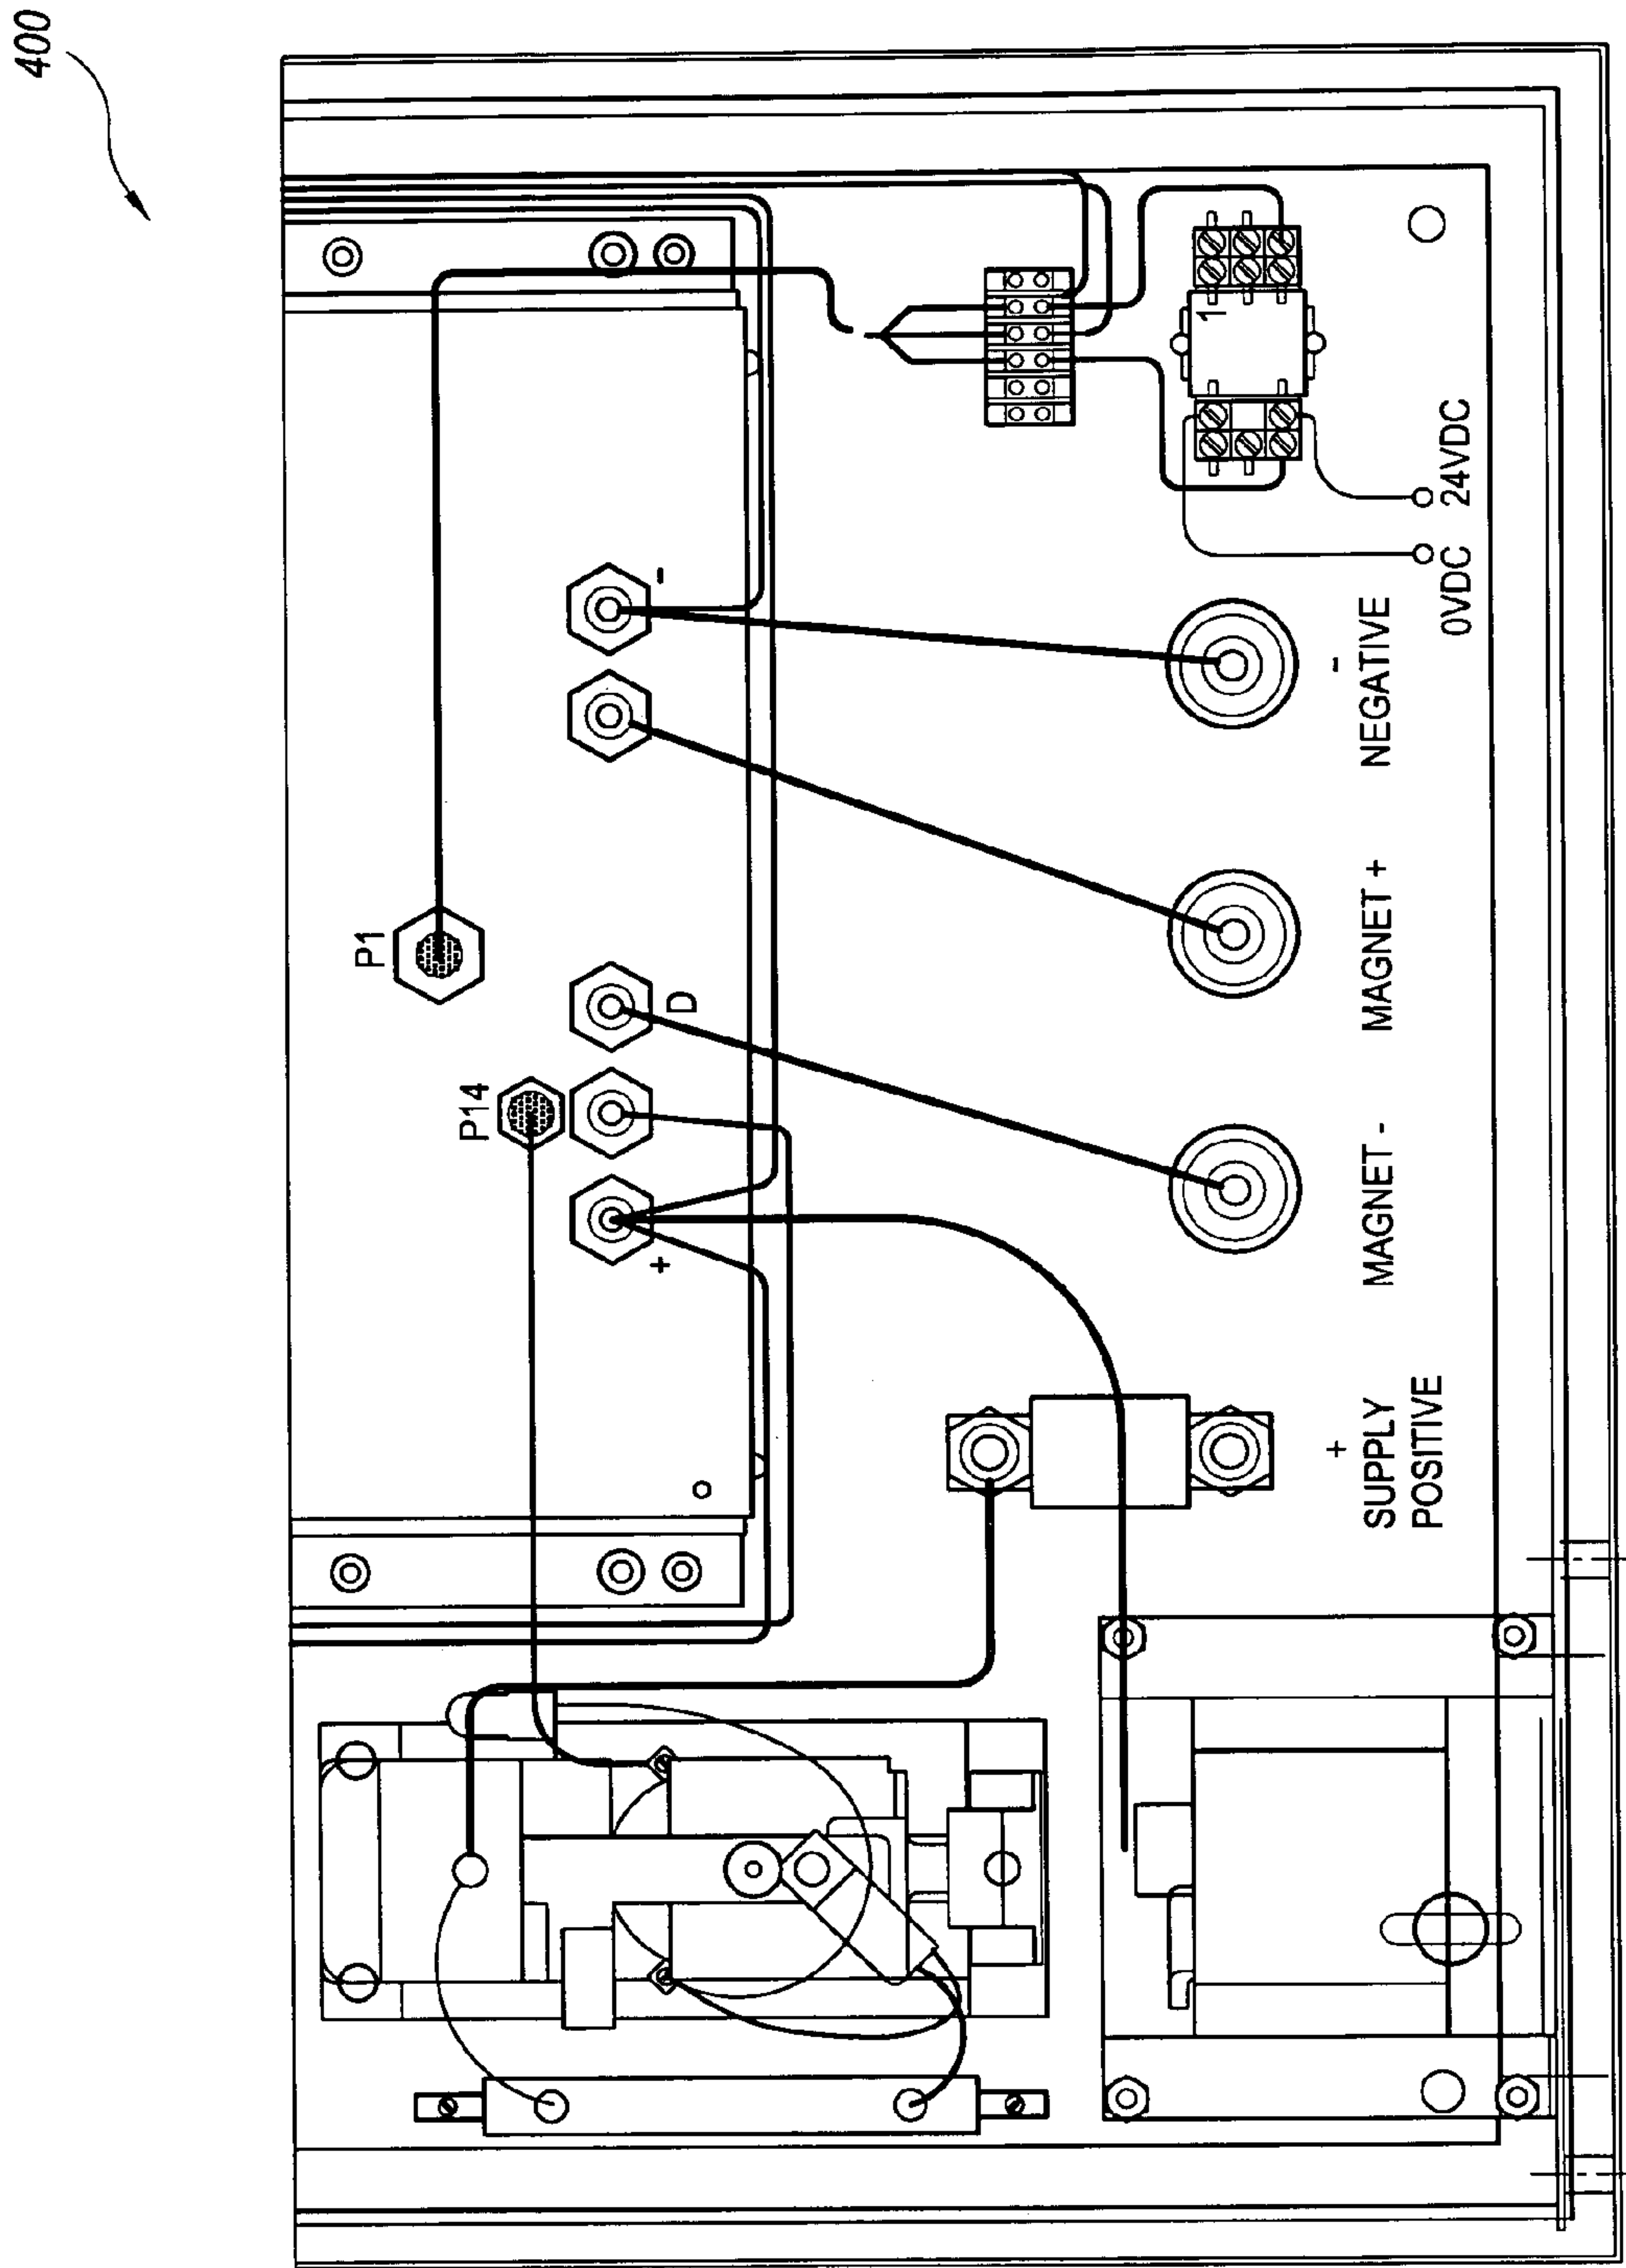 400
P1
P14
-
D
+
0VDC 24VDC
-
NEGATIVE
MAGNET +
MAGNET -
+
SUPPLY
POSITIVE
1